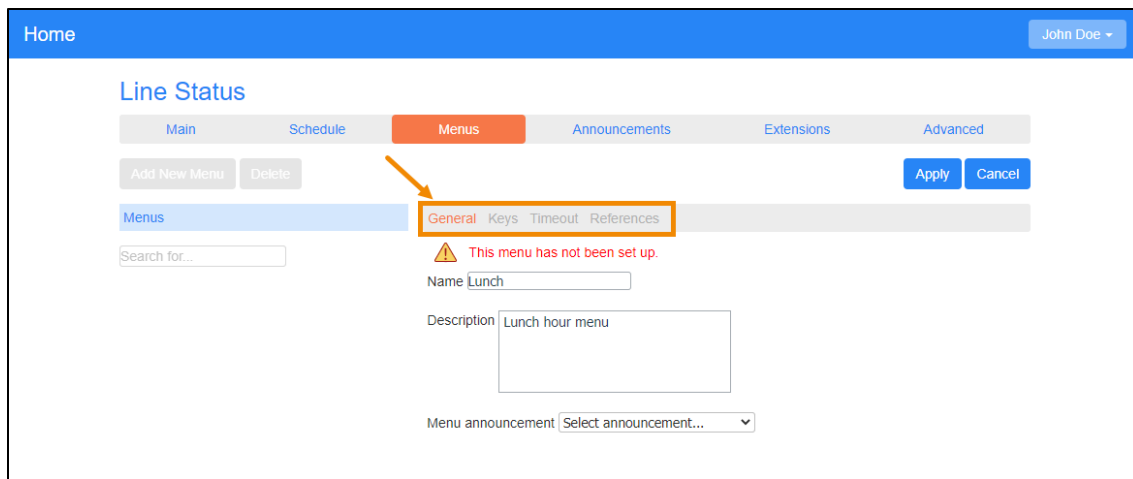 Home John Doe
Line Status
Main Schedule Menus Announcements Extensions Advanced
Add New Menu Delete Apply Cancel
Menus General Keys Timeout References
Search for... This menu has not been set up.
Name Lunch
Description Lunch hour menu
Menu announcement Select announcement...